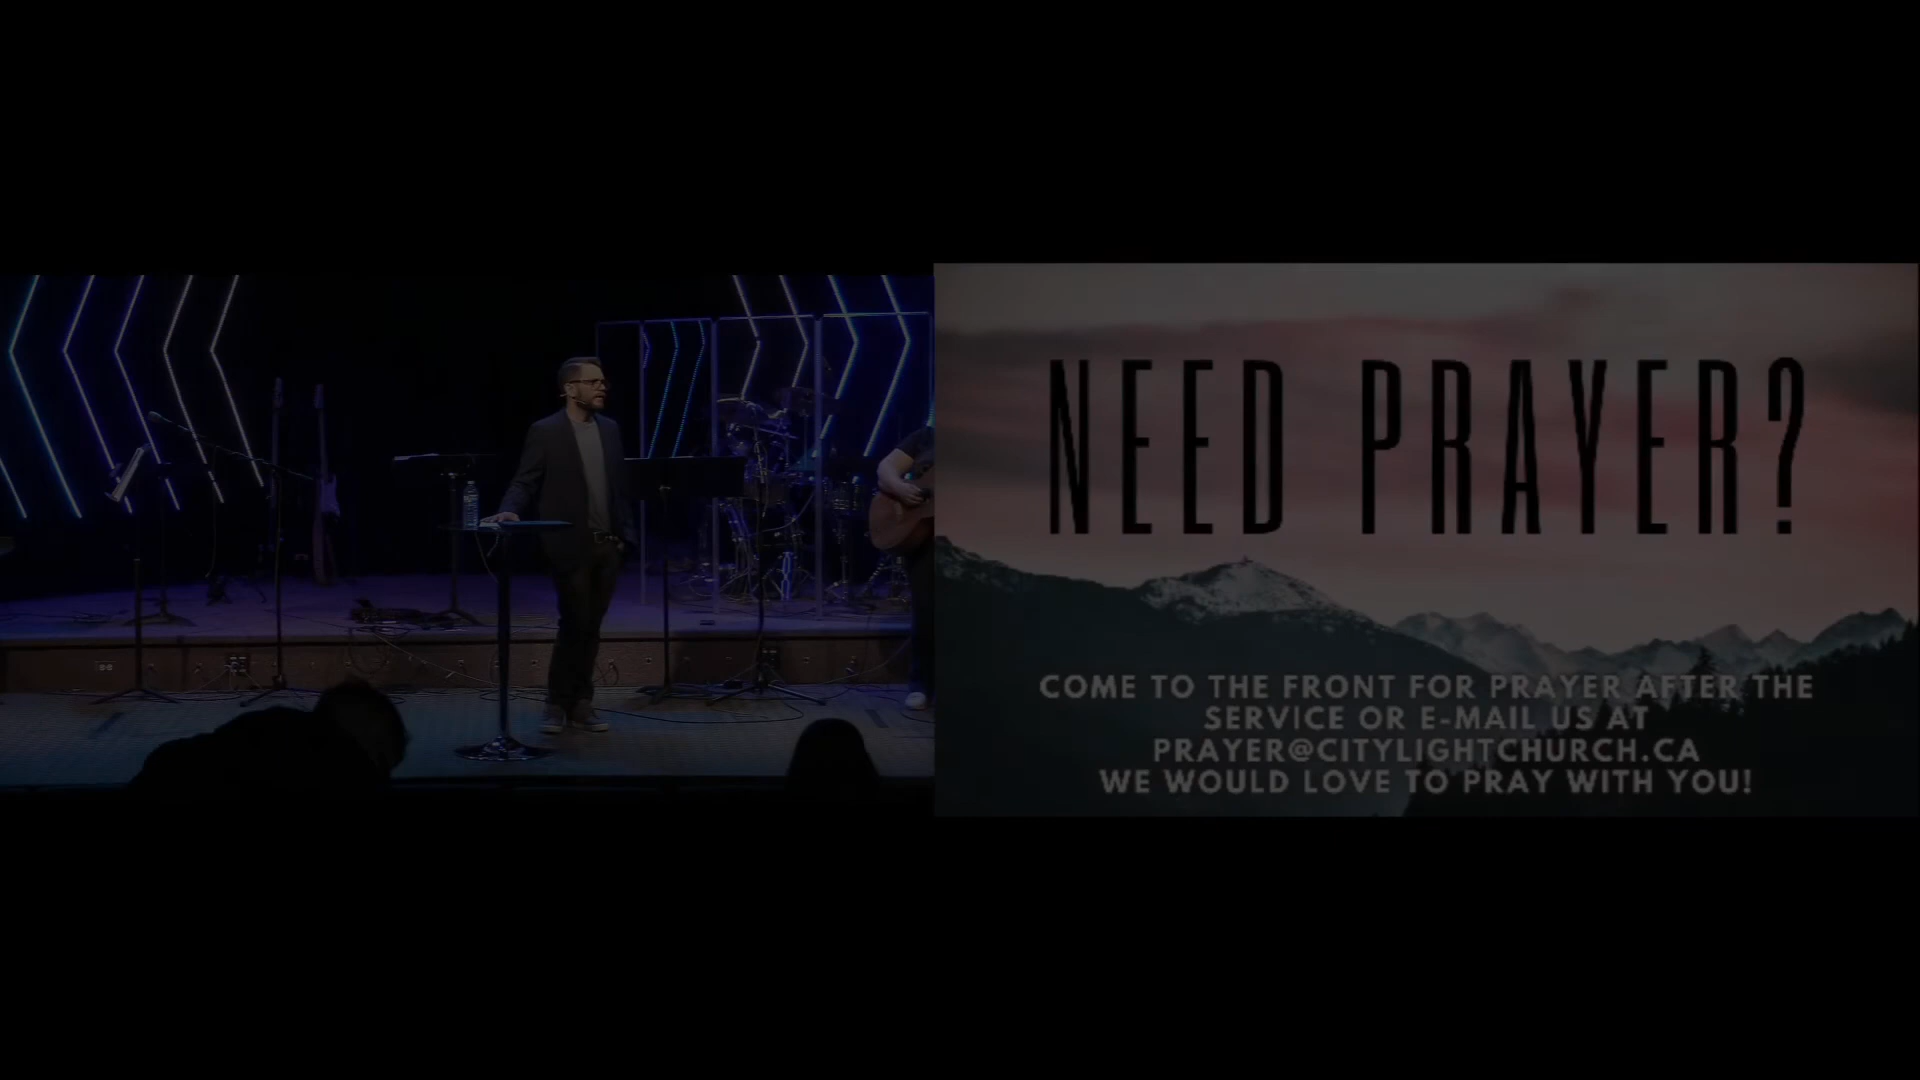 NEED PRAYER?
COME TO THE FRONT FOR PRAYER AFTER THE
SERVICE OR E-MAIL US AT
PRAYER@CITYLIGHTCHURCH.CA
WE WOULD LOVE TO PRAY WITH YOU!